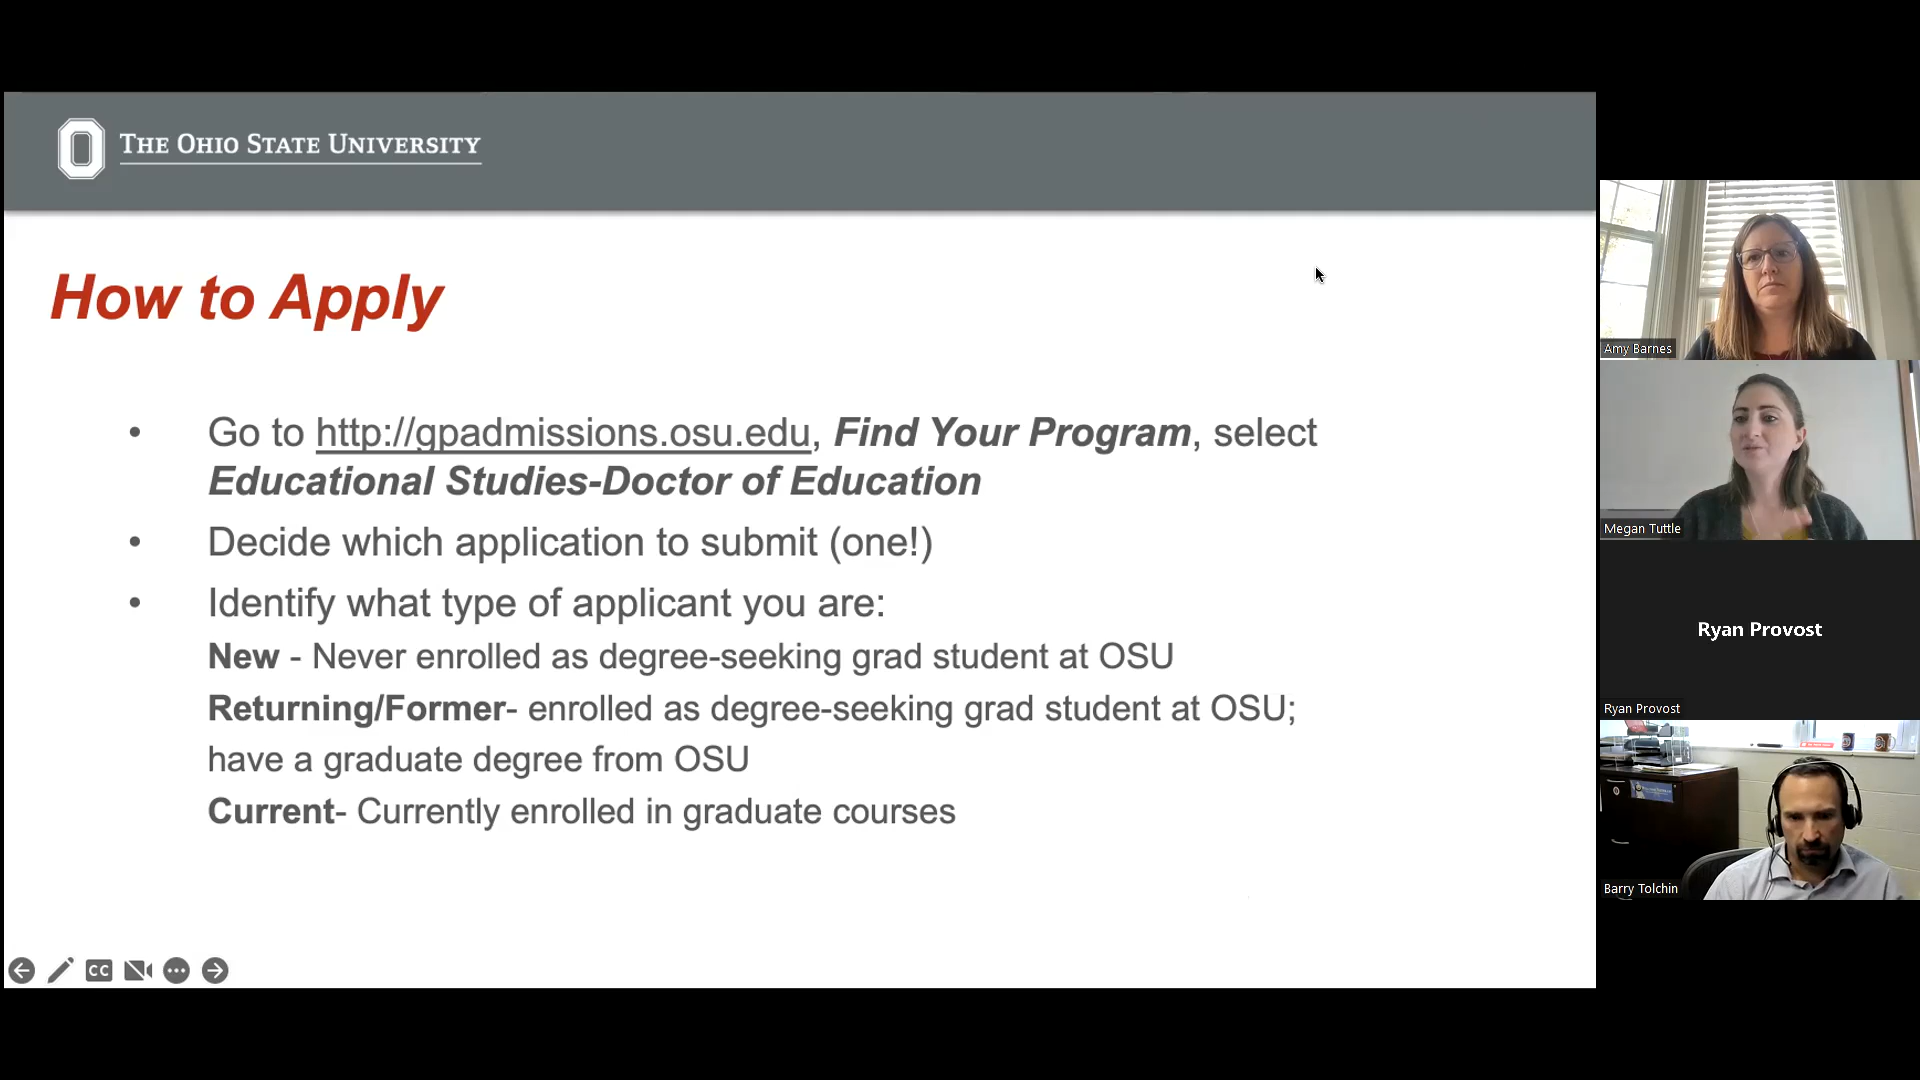 THE OHIO STATE UNIVERSITY
How to Apply
• Go to http://gpadmissions.osu.edu, Find Your Program, select
Educational Studies-Doctor of Education
• Decide which application to submit (one!)
• Identify what type of applicant you are:
New - Never enrolled as degree-seeking grad student at OSU
Returning/Former- enrolled as degree-seeking grad student at OSU;
have a graduate degree from OSU
Current- Currently enrolled in graduate courses
CC
Amy Barnes
Megan Tuttle
Ryan Provost
Ryan Provost
Barry Tolchin